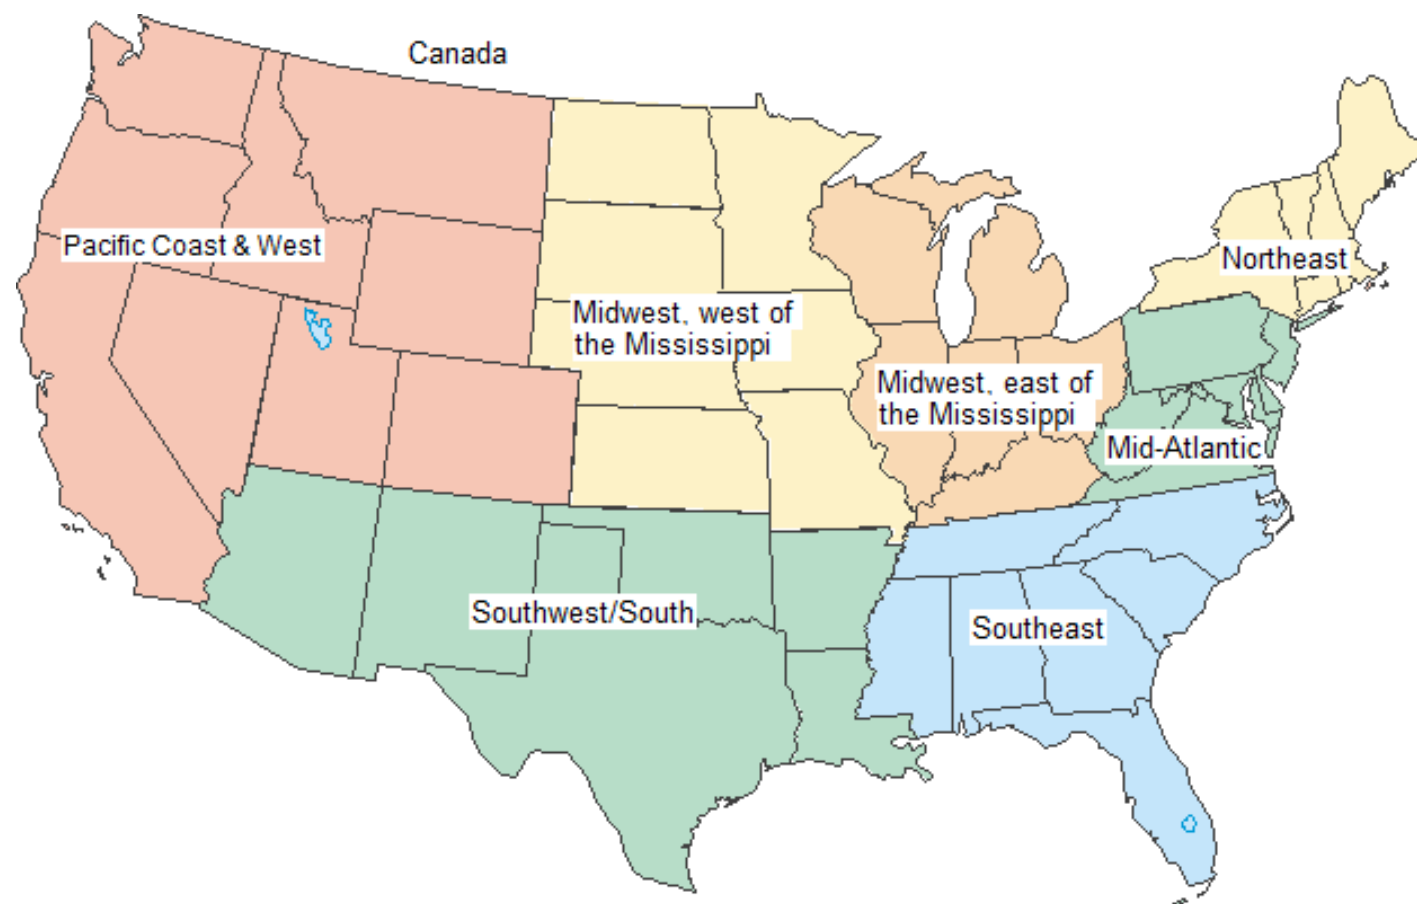 Canada
Pacific Coast & West
Northeast
Midwest, west of
the Mississippi
Midwest, east of
the Mississippi
Mid-Atlantic
Southwest/South
Southeast